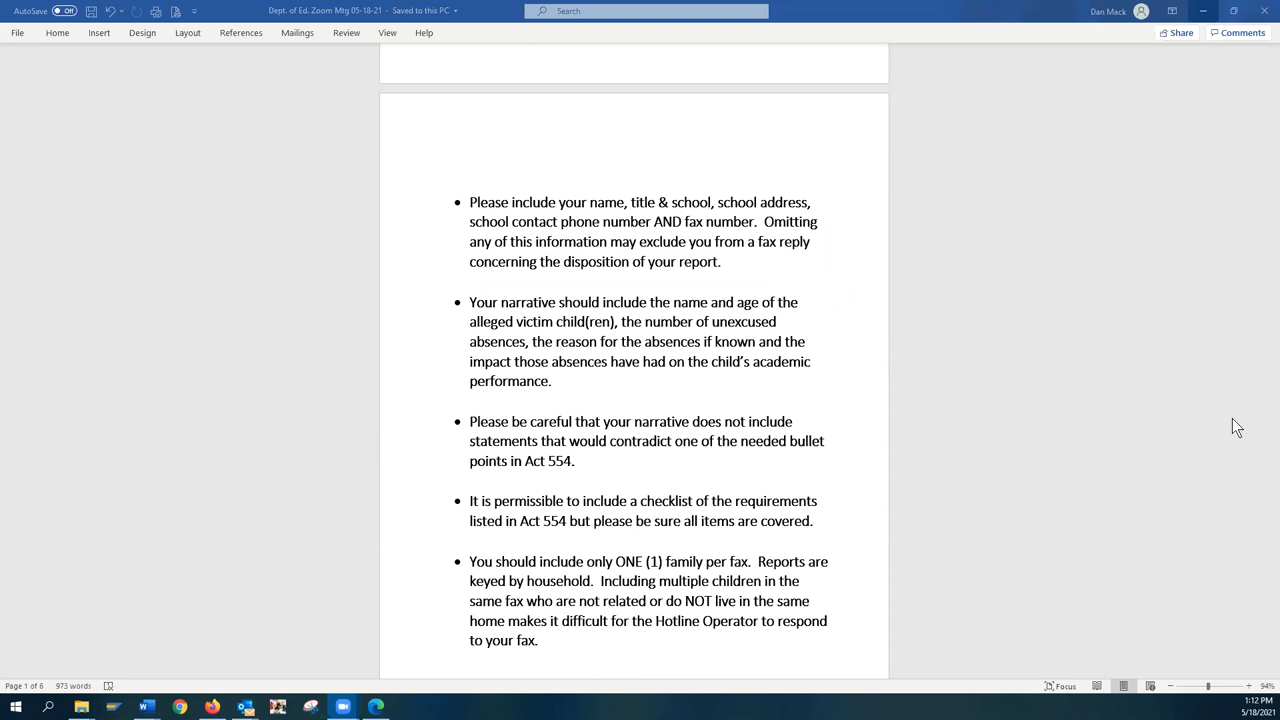 AutoSave Off Dept. of Ed. Zoom Mtg 05-18-21 - Saved to this PC Search Dan Mack
File Home Insert Design Layout References Mailings Review View Help Share Comments
• Please include your name, title & school, school address,
school contact phone number AND fax number.  Omitting
any of this information may exclude you from a fax reply
concerning the disposition of your report.
• Your narrative should include the name and age of the
alleged victim child(ren), the number of unexcused
absences, the reason for the absences if known and the
impact those absences have had on the child's academic
performance.
• Please be careful that your narrative does not include
statements that would contradict one of the needed bullet
points in Act 554.
• It is permissible to include a checklist of the requirements
listed in Act 554 but please be sure all items are covered.
• You should include only ONE (1) family per fax.  Reports are
keyed by household.  Including multiple children in the
same fax who are not related or do NOT live in the same
home makes it difficult for the Hotline Operator to respond
to your fax.
Page 1 of 6 973 words Focus 94%
1:12 PM
5/18/2021